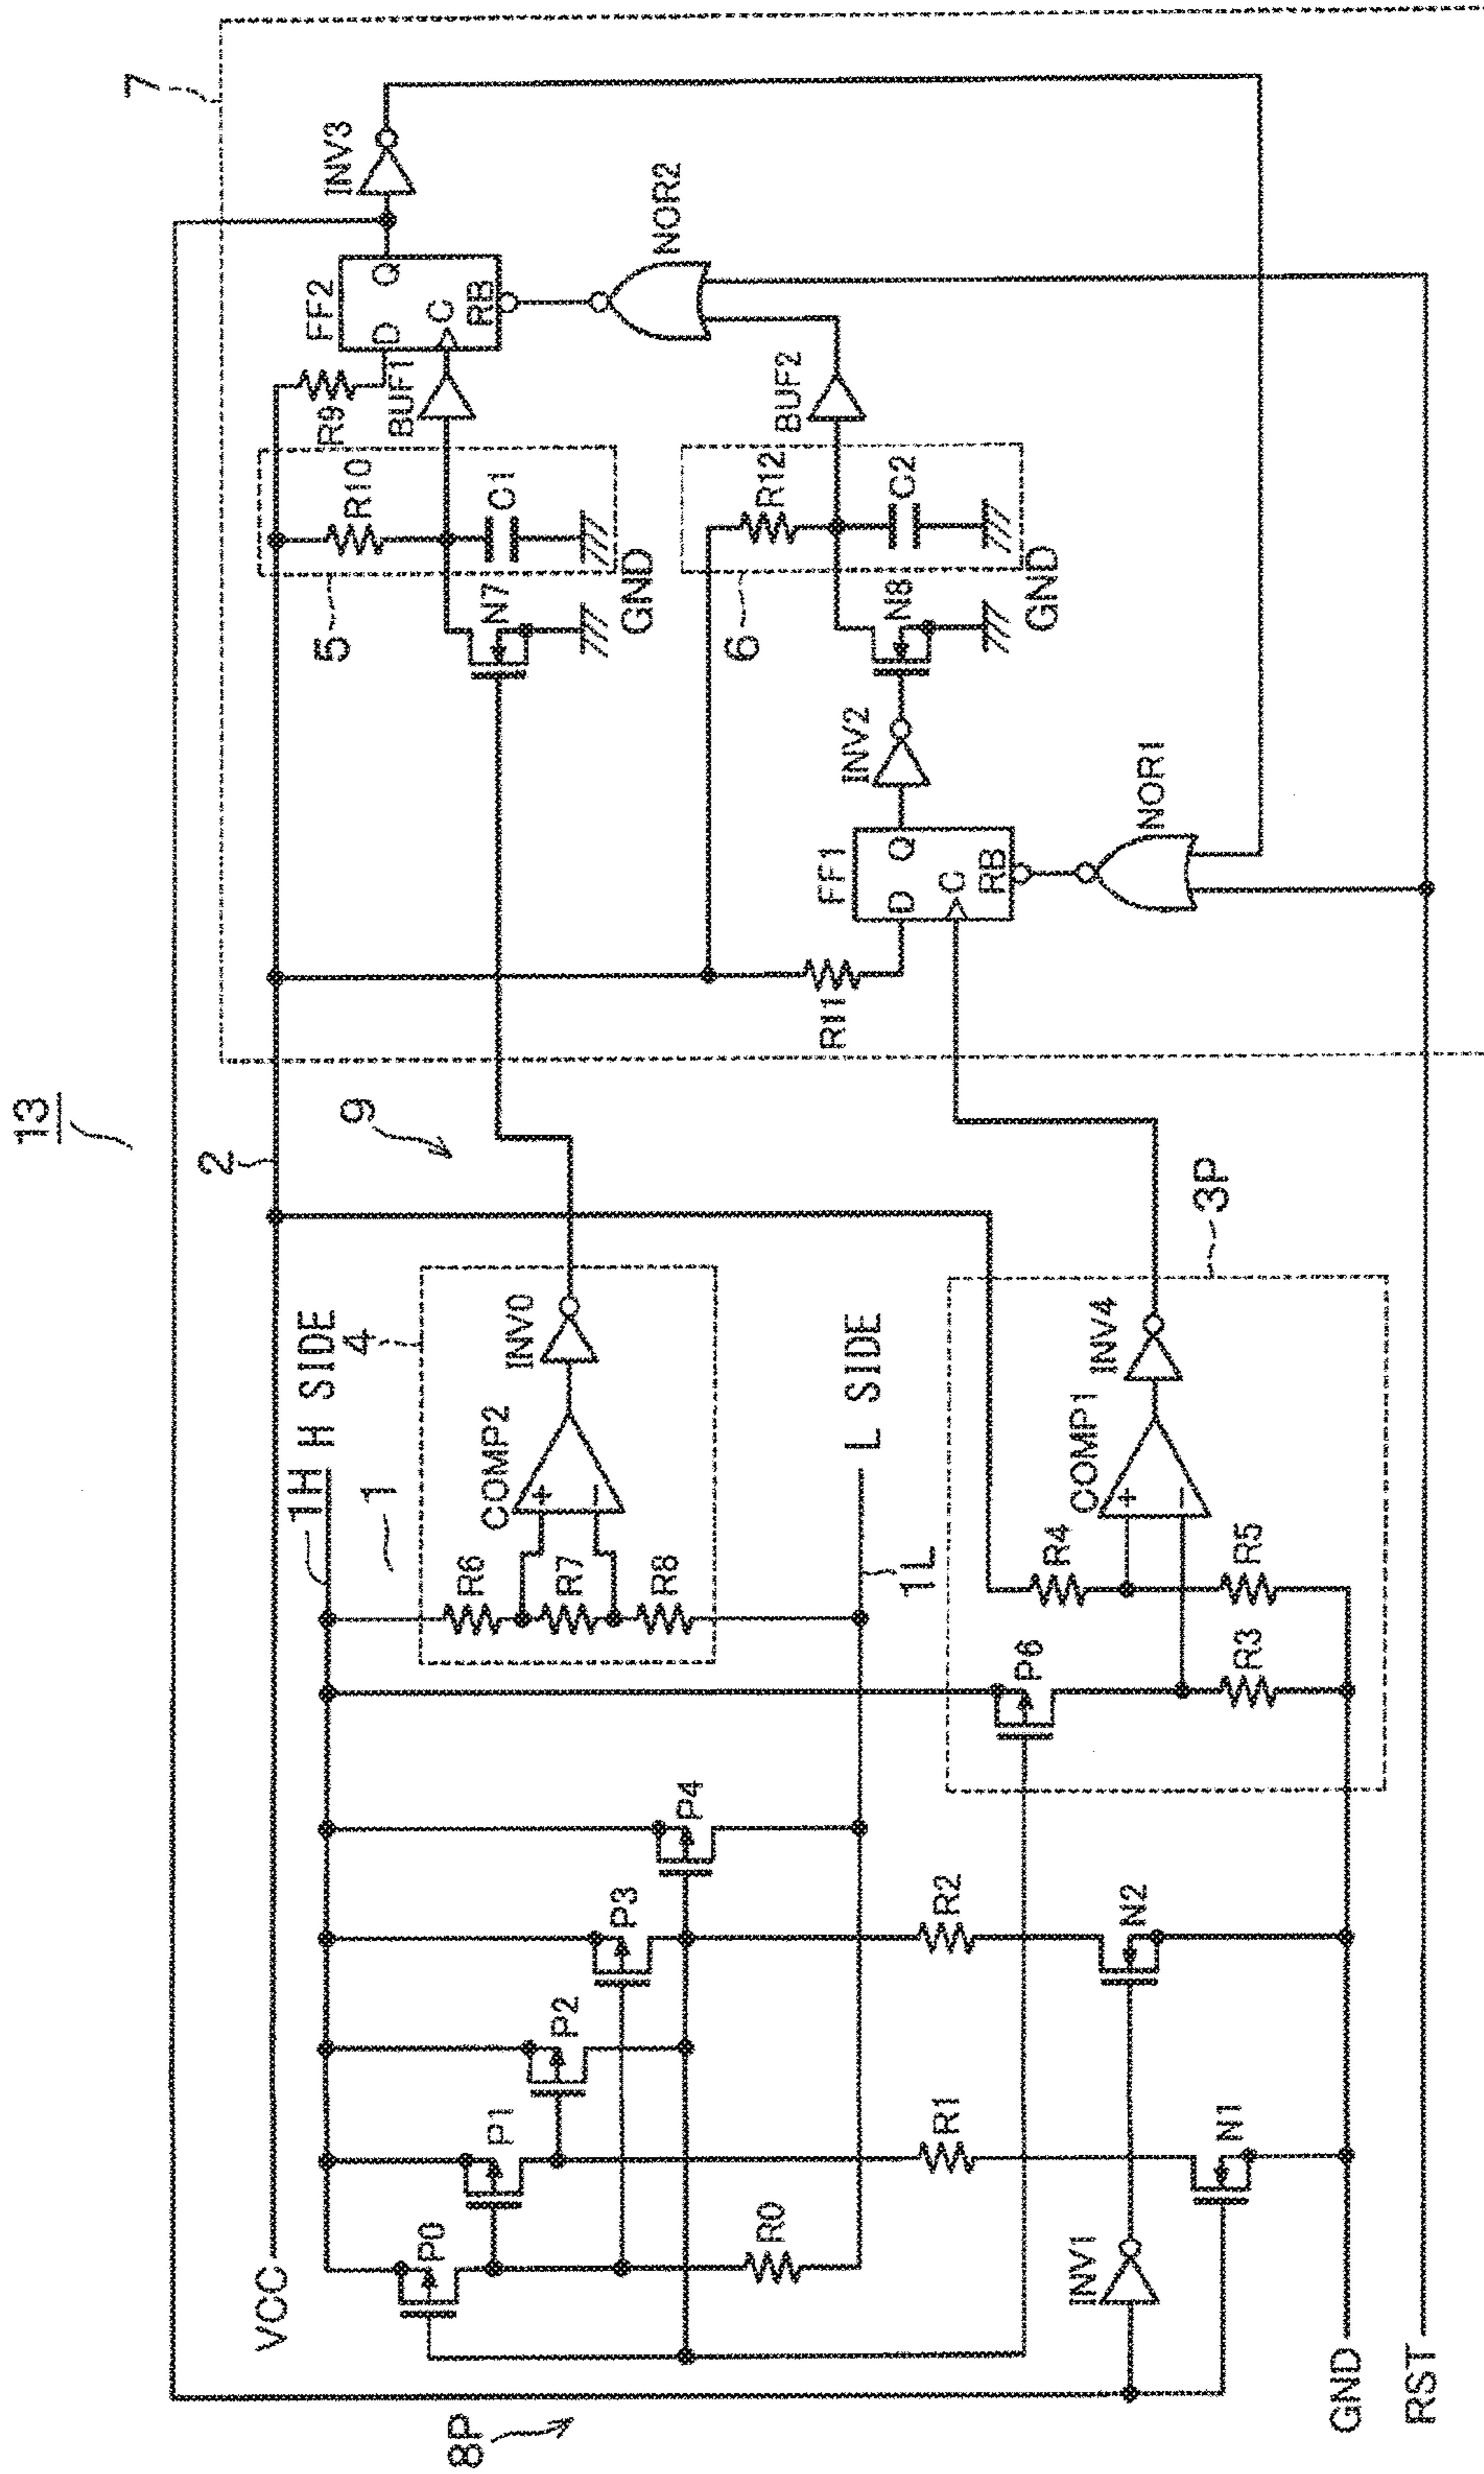 13
7
2
9
VCC
1H
H SIDE
1
4
COMP2
+
−
INV0
R6
R7
R8
L SIDE
1L
P0
P1
P2
P3
P4
R0
R1
R2
INV1
N1
N2
8P
GND
RST
3P
P6
R3
R4
R5
COMP1
+
−
INV4
R11
FF1
D
Q
C
RB
NOR1
INV2
N8
GND
6
R12
C2
BUF2
5
N7
GND
R10
C1
R9
BUF1
FF2
D
Q
C
RB
NOR2
INV3